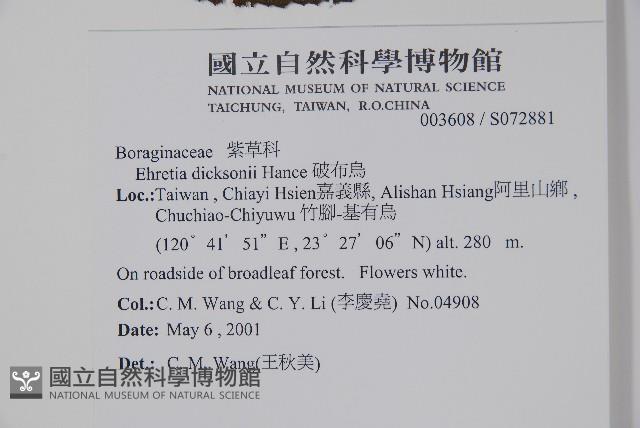 國立自然科學博物館
NATIONAL MUSEUM OF NATURAL SCIENCE
TAICHUNG, TAIWAN, R.O.CHINA
003608 / S072881
Boraginaceae 紫草科
Ehretia dicksonii Hance 破布烏
Loc.:Taiwan , Chiayi Hsien嘉義縣, Alishan Hsiang阿里山鄉 ,
Chuchiao-Chiyuwu 竹腳-基有烏
(120° 41' 51" E , 23° 27' 06" N) alt. 280 m.
On roadside of broadleaf forest. Flowers white.
Col.:C. M. Wang & C. Y. Li (李慶堯) No.04908
Date: May 6 , 2001
Det.: C. M. Wang(王秋美)
國立自然科學博物館
NATIONAL MUSEUM OF NATURAL SCIENCE